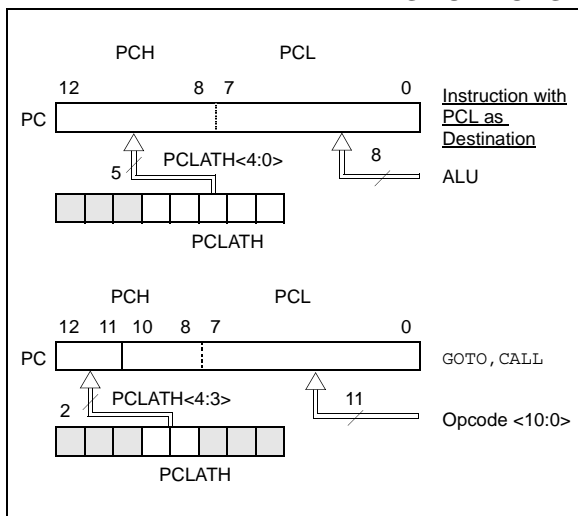 PCH PCL
12 8 7 0
PC
Instruction with
PCL as
Destination
5 PCLATH<4:0>
8
ALU
PCLATH
PCH PCL
12 11 10 8 7 0
PC
GOTO, CALL
2 PCLATH<4:3>
11
Opcode <10:0>
PCLATH